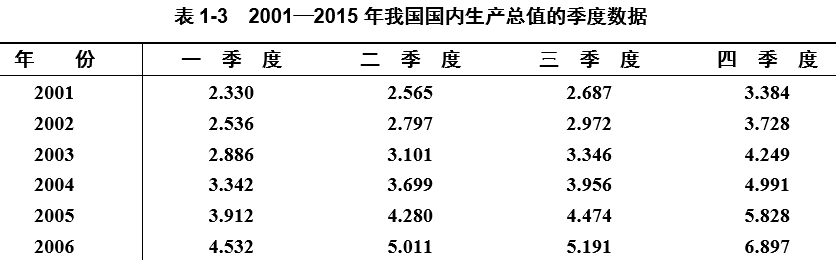 表 1-3 2001—2015 年我国国内生产总值的季度数据
年 份 一 季 度 二 季 度 三 季 度 四 季 度
2001 2.330 2.565 2.687 3.384
2002 2.536 2.797 2.972 3.728
2003 2.886 3.101 3.346 4.249
2004 3.342 3.699 3.956 4.991
2005 3.912 4.280 4.474 5.828
2006 4.532 5.011 5.191 6.897